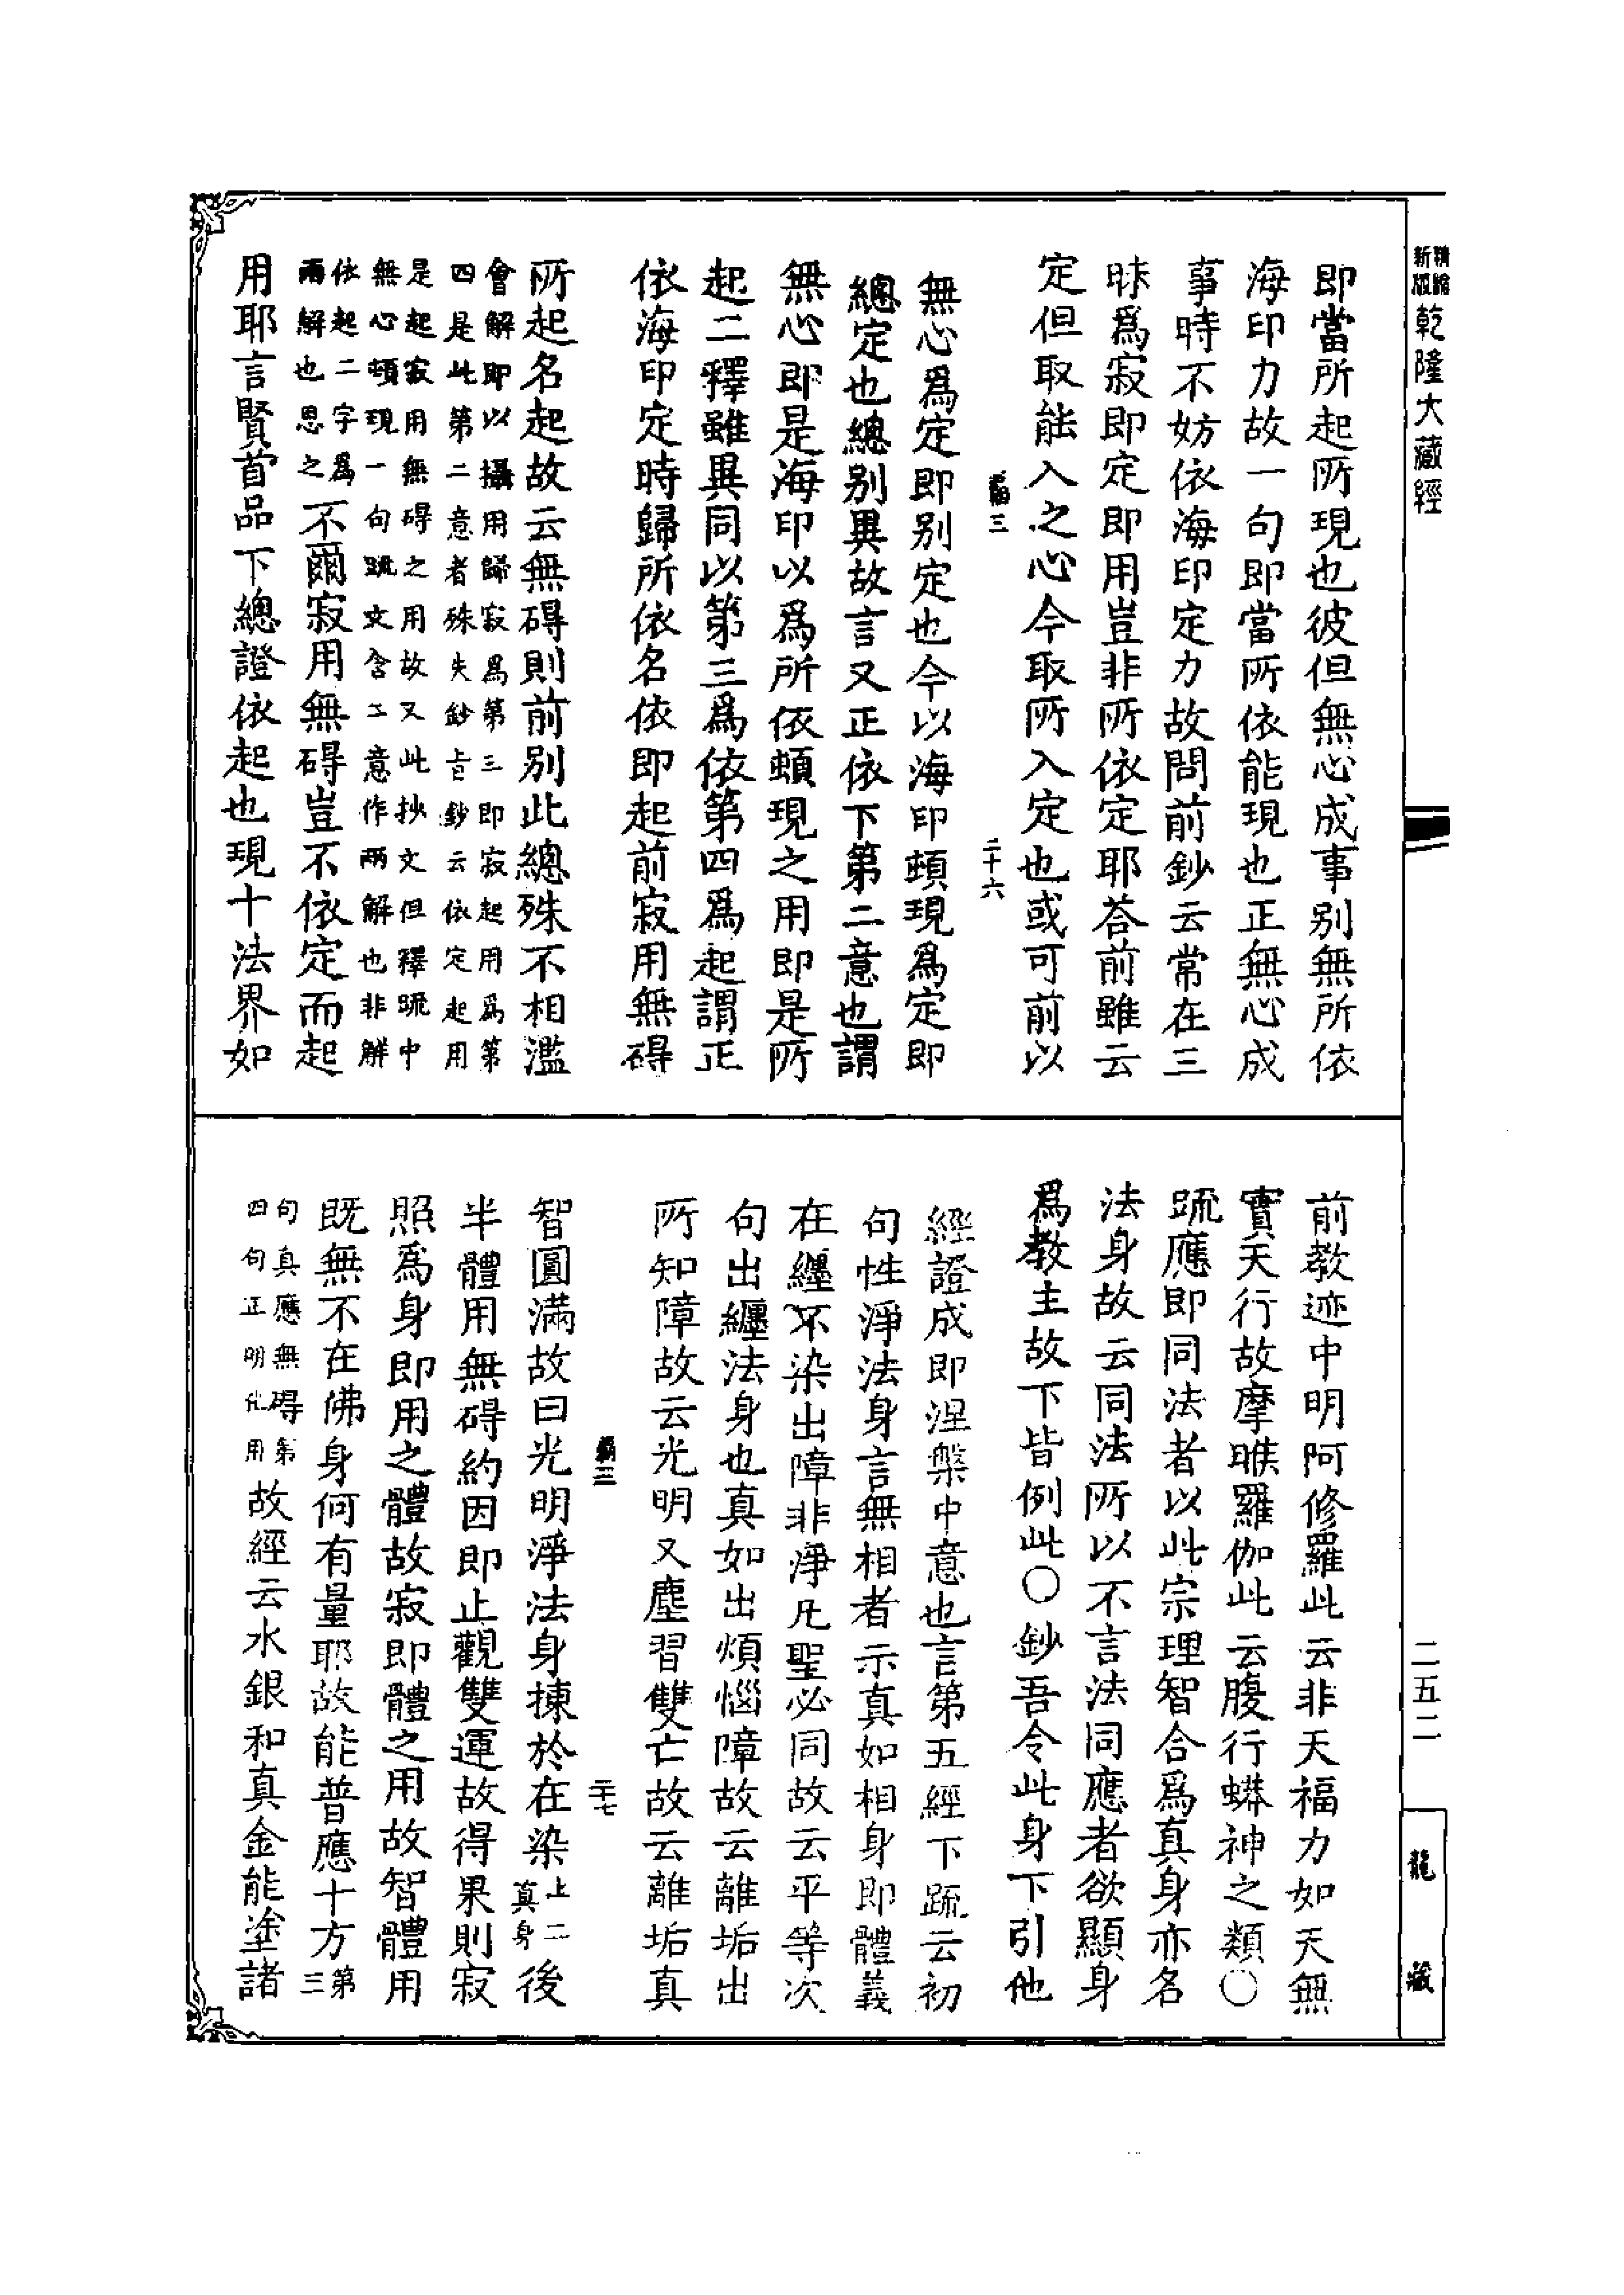 新編
縮版
乾隆大藏經
即當所起所現也彼但無心成事別無所依
海印力故一句即當所依能現也正無心成
事時不妨依海印定力故問前鈔云常在三
昧爲寂即定即用豈非所依定耶荅前雖云
定但取能入之心今取所入定也或可前以
三
二十六
無心爲定即别定也今以海印頓現爲定即
總定也總别異故言又正依下第二意也謂
無心即是海印以爲所依頓現之用即是所
起二釋雖異同以第三爲依第四爲起謂正
依海印定時歸所依名依即起前寂用無碍
所起名起故云無碍則前别此總殊不相濫
會解即以攝用歸寂爲第三即寂起用爲第
四是此第二意者殊失鈔旨鈔云依定起用
是起寂用無碍之用故又此抄文但釋疏中
無心頓現一句疏文含二意作兩解也非解
依起二字爲
兩解也思之
不爾寂用無碍豈不依定而起
用耶言賢首品下總證依起也現十法界如
前教迹中明阿修羅此云非天福力如天無
實天行故摩睺羅伽此云腹行蟒神之類〇
疏應即同法者以此宗理智合爲真身亦名
法身故云同法所以不言法同應者欲顯身
爲教主故下皆例此〇鈔吾令此身下引他
經證成即涅槃中意也言第五經下疏云初
句性淨法身言無相者示真如相身即體義
在纏不染出障非淨凡聖必同故云平等次
句出纏法身也真如出煩惱障故云離垢出
所知障故云光明又塵習雙亡故云離垢真
三
二十七
智圓滿故曰光明淨法身揀於在染
上二
真身
後
半體用無碍約因即止觀雙運故得果則寂
照爲身即用之體故寂即體之用故智體用
既無不在佛身何有量耶故能普應十方
第
三
句真應無碍第
四句正明化用
故經云水銀和真金能塗諸
二五二
龍
藏